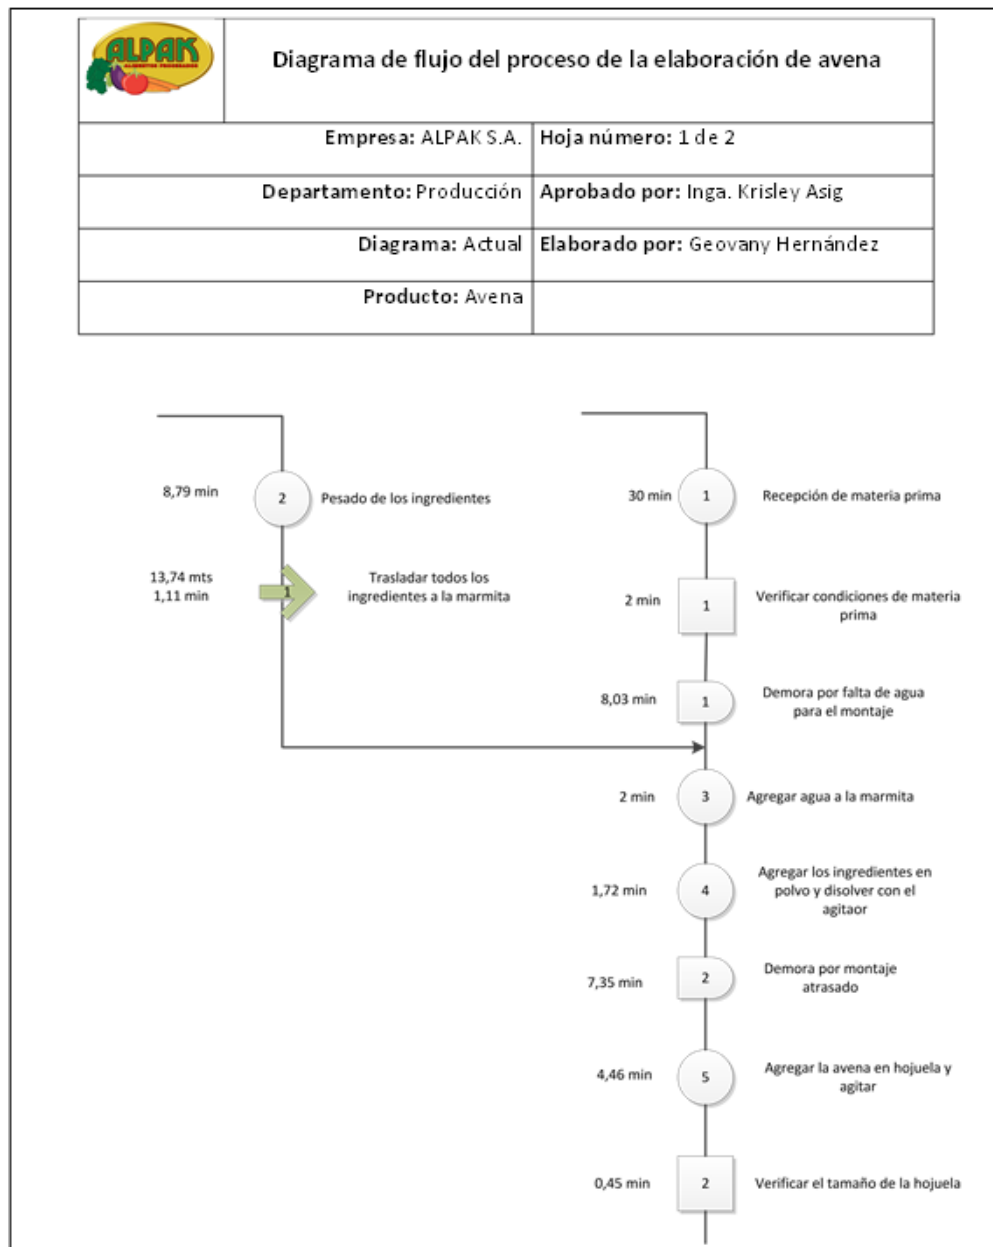 ALPAK
Diagrama de flujo del proceso de la elaboración de avena
Empresa: ALPAK S.A.
Hoja número: 1 de 2
Departamento: Producción
Aprobado por: Inga. Krisley Asig
Diagrama: Actual
Elaborado por: Geovany Hernández
Producto: Avena
8,79 min
2
Pesado de los ingredientes
13,74 mts
1,11 min
1
Trasladar todos los
ingredientes a la marmita
30 min
1
Recepción de materia prima
2 min
1
Verificar condiciones de materia
prima
8,03 min
1
Demora por falta de agua
para el montaje
2 min
3
Agregar agua a la marmita
1,72 min
4
Agregar los ingredientes en
polvo y disolver con el
agitaor
7,35 min
2
Demora por montaje
atrasado
4,46 min
5
Agregar la avena en hojuela y
agitar
0,45 min
2
Verificar el tamaño de la hojuela